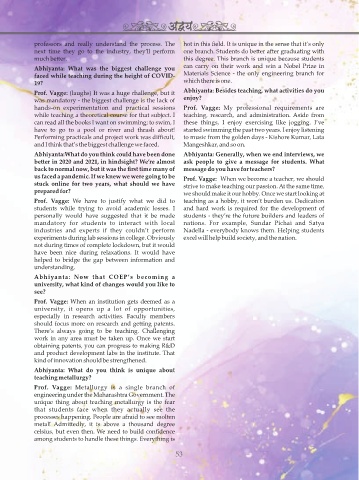 अद्वैय
professors and really understand the process. The
next time they go to the industry, they'll perform
much better.
Abhiyanta: What was the biggest challenge you
faced while teaching during the height of COVID-
19?
Prof. Vagge: (laughs) It was a huge challenge, but it
was mandatory - the biggest challenge is the lack of
hands-on experimentation and practical sessions
while teaching a theoretical course for that subject. I
can read all the books I want on swimming, to swim, I
have to go to a pool or river and thrash about!
Performing practicals and project work was difficult,
and I think that's the biggest challenge we faced.
Abhiyanta:What do you think could have been done
better in 2020 and 2021, in hindsight? We're almost
back to normal now, but it was the first time many of
us faced a pandemic. If we knew we were going to be
stuck online for two years, what should we have
prepared for?
Prof. Vagge: We have to justify what we did to
students while trying to avoid academic losses. I
personally would have suggested that it be made
mandatory for students to interact with local
industries and experts if they couldn't perform
experiments during lab sessions in college. Obviously
not during times of complete lockdown, but it would
have been nice during relaxations. It would have
helped to bridge the gap between information and
understanding.
Abhiyanta: Now that COEP's becoming a
university, what kind of changes would you like to
see?
Prof. Vagge: When an institution gets deemed as a
university, it opens up a lot of opportunities,
especially in research activities. Faculty members
should focus more on research and getting patents.
There's always going to be teaching. Challenging
work in any area must be taken up. Once we start
obtaining patents, you can progress to making R&D
and product development labs in the institute. That
kind of innovation should be strengthened.
Abhiyanta: What do you think is unique about
teaching metallurgy?
Prof. Vagge: Metallurgy is a single branch of
engineering under the Maharashtra Government. The
unique thing about teaching metallurgy is the fear
that students face when they actually see the
processes happening. People are afraid to see molten
metal! Admittedly, it is above a thousand degree
celsius, but even then. We need to build confidence
among students to handle these things. Everything is
hot in this field. It is unique in the sense that it's only
one branch. Students do better after graduating with
this degree. This branch is unique because students
can carry on their work and win a Nobel Prize in
Materials Science - the only engineering branch for
which there is one.
Abhiyanta: Besides teaching, what activities do you
enjoy?
Prof. Vagge: My professional requirements are
teaching, research, and administration. Aside from
these things, I enjoy exercising like jogging. I've
started swimming the past two years. I enjoy listening
to music from the golden days - Kishore Kumar, Lata
Mangeshkar, and so on.
Abhiyanta: Generally, when we end interviews, we
ask people to give a message for students. What
message do you have for teachers?
Prof. Vagge: When we become a teacher, we should
strive to make teaching our passion. At the same time,
we should make it our hobby. Once we start looking at
teaching as a hobby, it won't burden us. Dedication
and hard work is required for the development of
students - they're the future builders and leaders of
nations. For example, Sundar Pichai and Satya
Nadella - everybody knows them. Helping students
excel will help build society, and the nation.
53